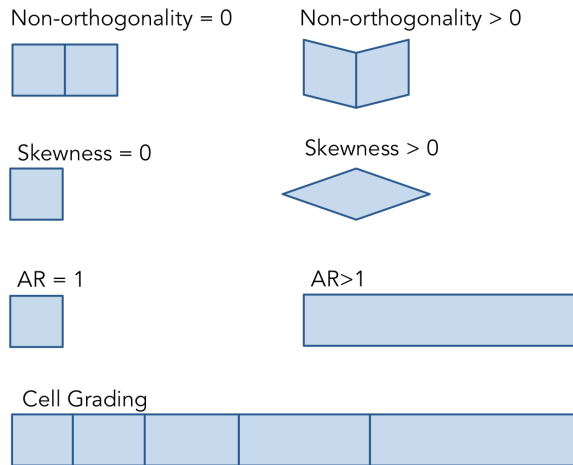 Non-orthogonality = 0
Non-orthogonality > 0
Skewness = 0
Skewness > 0
AR = 1
AR>1
Cell Grading